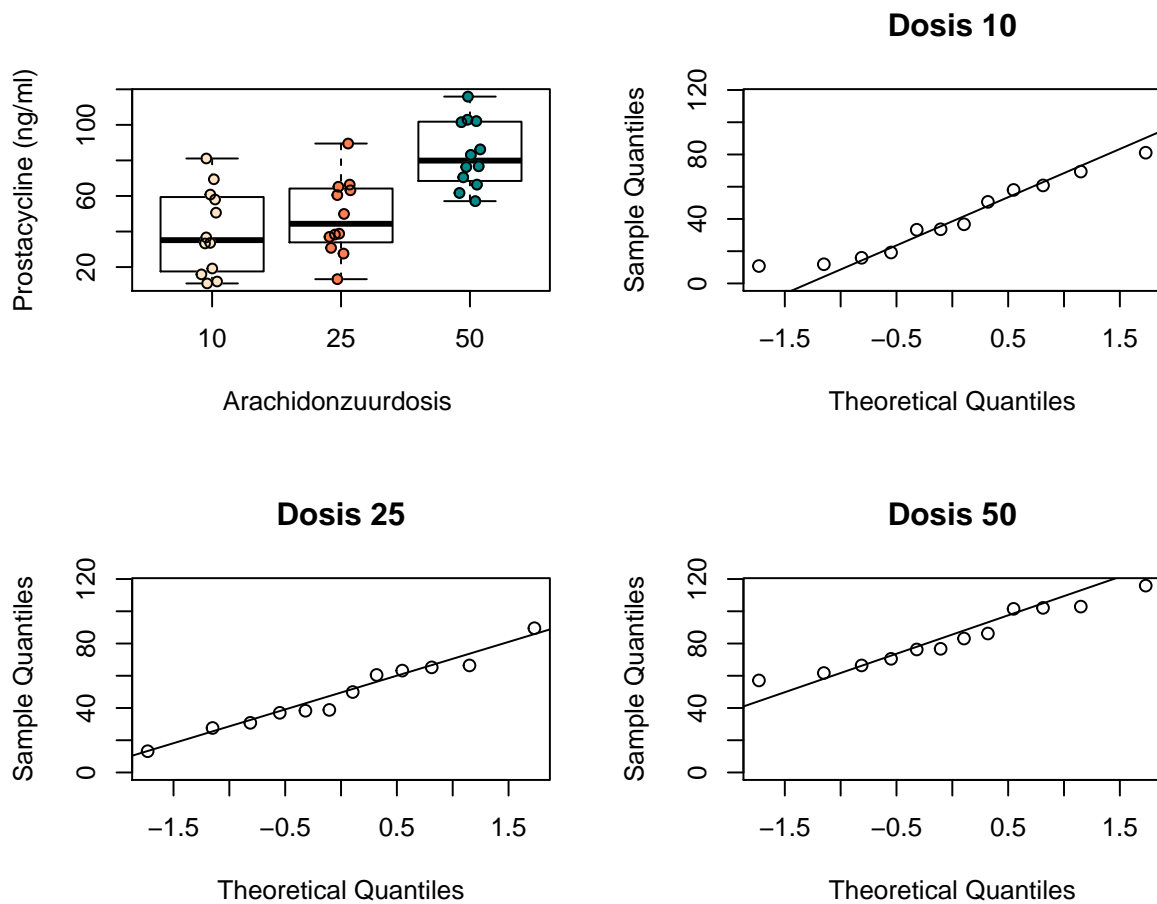 Prostacycline (ng/ml)
20 60 100
10 25 50
Arachidonzuurdosis
Dosis 10
Sample Quantiles
0 40 80 120
−1.5 −0.5 0.5 1.5
Theoretical Quantiles
Dosis 25
Sample Quantiles
0 40 80 120
−1.5 −0.5 0.5 1.5
Theoretical Quantiles
Dosis 50
Sample Quantiles
0 40 80 120
−1.5 −0.5 0.5 1.5
Theoretical Quantiles